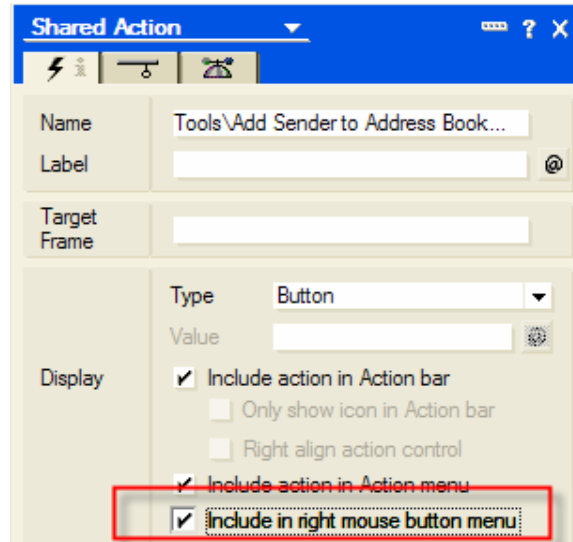 Shared Action
? X
Name Tools\Add Sender to Address Book...
Label @
Target
Frame
Type Button
Value @
Display Include action in Action bar
Only show icon in Action bar
Right align action control
Include action in Action menu
Include in right mouse button menu